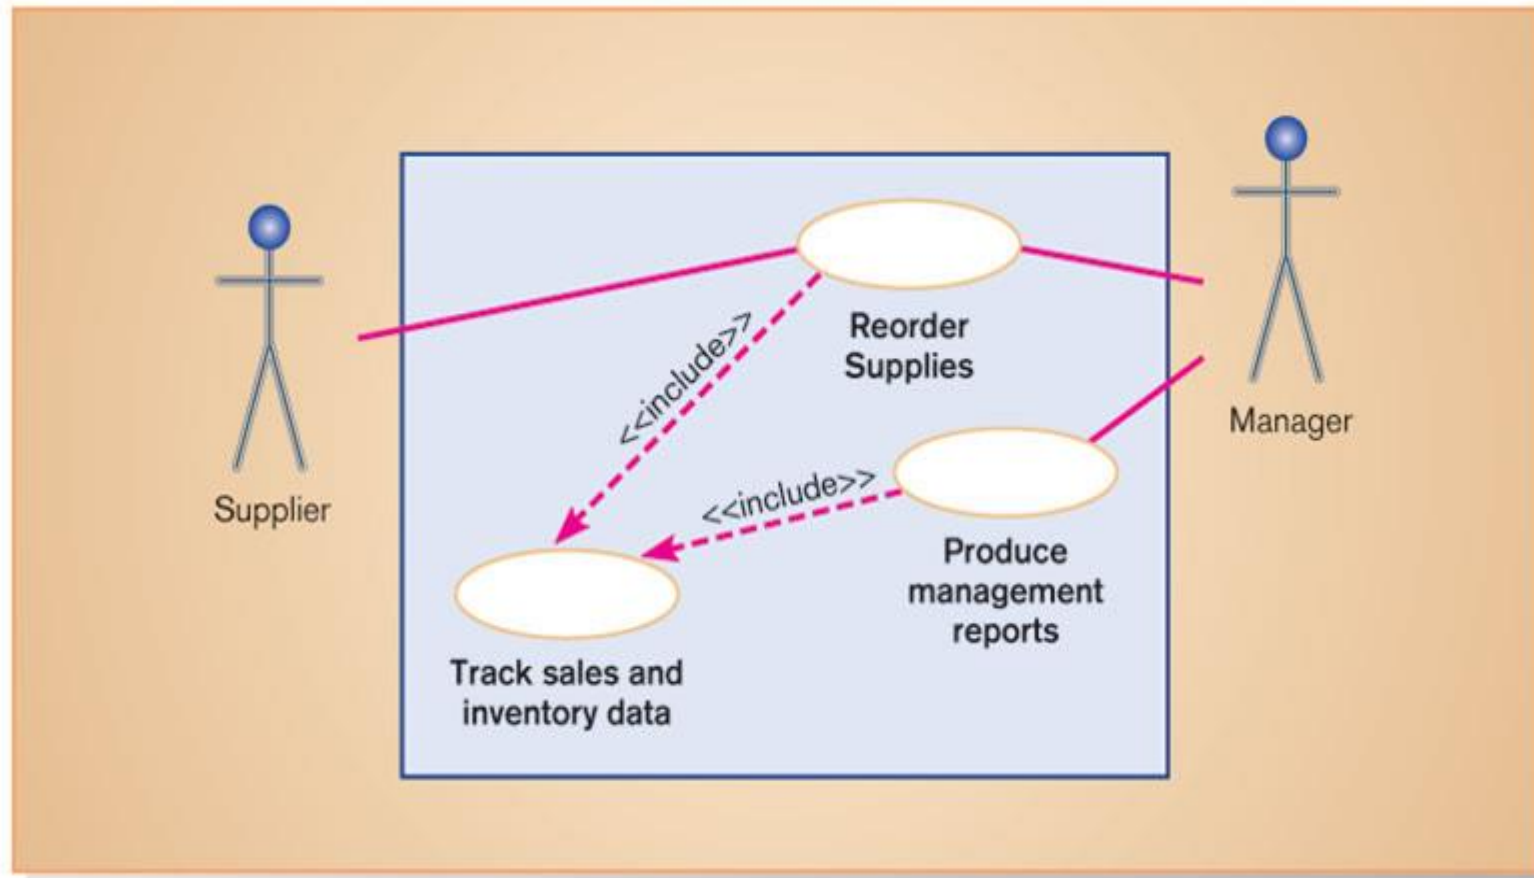 Reorder
Supplies
<<include>>
Manager
<<include>>
Supplier
Produce
management
reports
Track sales and
inventory data